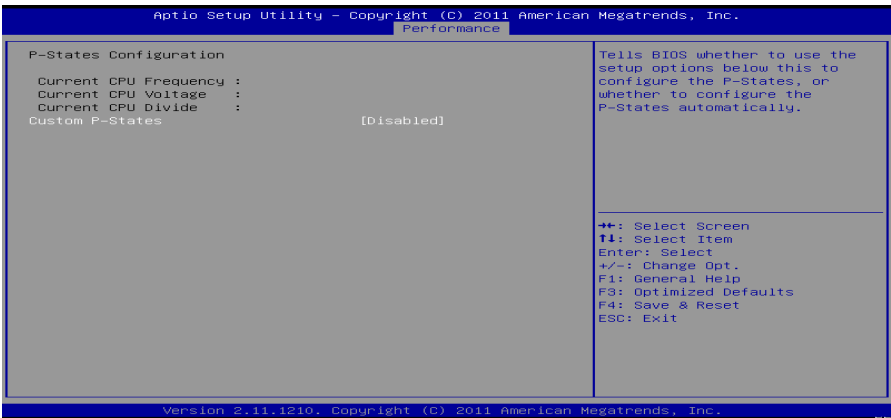 Aptio Setup Utility – Copyright (C) 2011 American Megatrends, Inc.
Performance
P-States Configuration
Current CPU Frequency :
Current CPU Voltage :
Current CPU Divide :
Custom P-States [Disabled]
Tells BIOS whether to use the
setup options below this to
configure the P-States, or
whether to configure the
P-States automatically.
→←: Select Screen
↑↓: Select Item
Enter: Select
+/-: Change Opt.
F1: General Help
F3: Optimized Defaults
F4: Save & Reset
ESC: Exit
Version 2.11.1210. Copyright (C) 2011 American Megatrends, Inc.